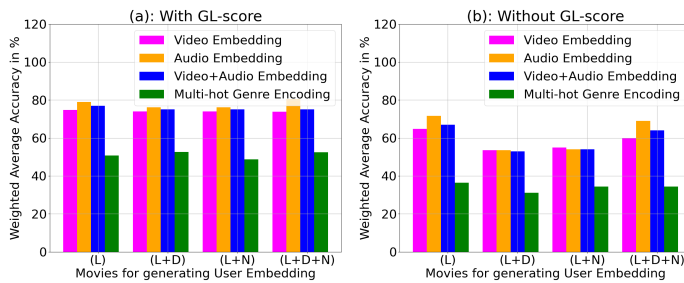 (a): With GL-score
120
100
80
60
40
20
0
Weighted Average Accuracy in %
Video Embedding
Audio Embedding
Video+Audio Embedding
Multi-hot Genre Encoding
(L) (L+D) (L+N) (L+D+N)
Movies for generating User Embedding
(b): Without GL-score
120
100
80
60
40
20
0
Weighted Average Accuracy in %
Video Embedding
Audio Embedding
Video+Audio Embedding
Multi-hot Genre Encoding
(L) (L+D) (L+N) (L+D+N)
Movies for generating User Embedding